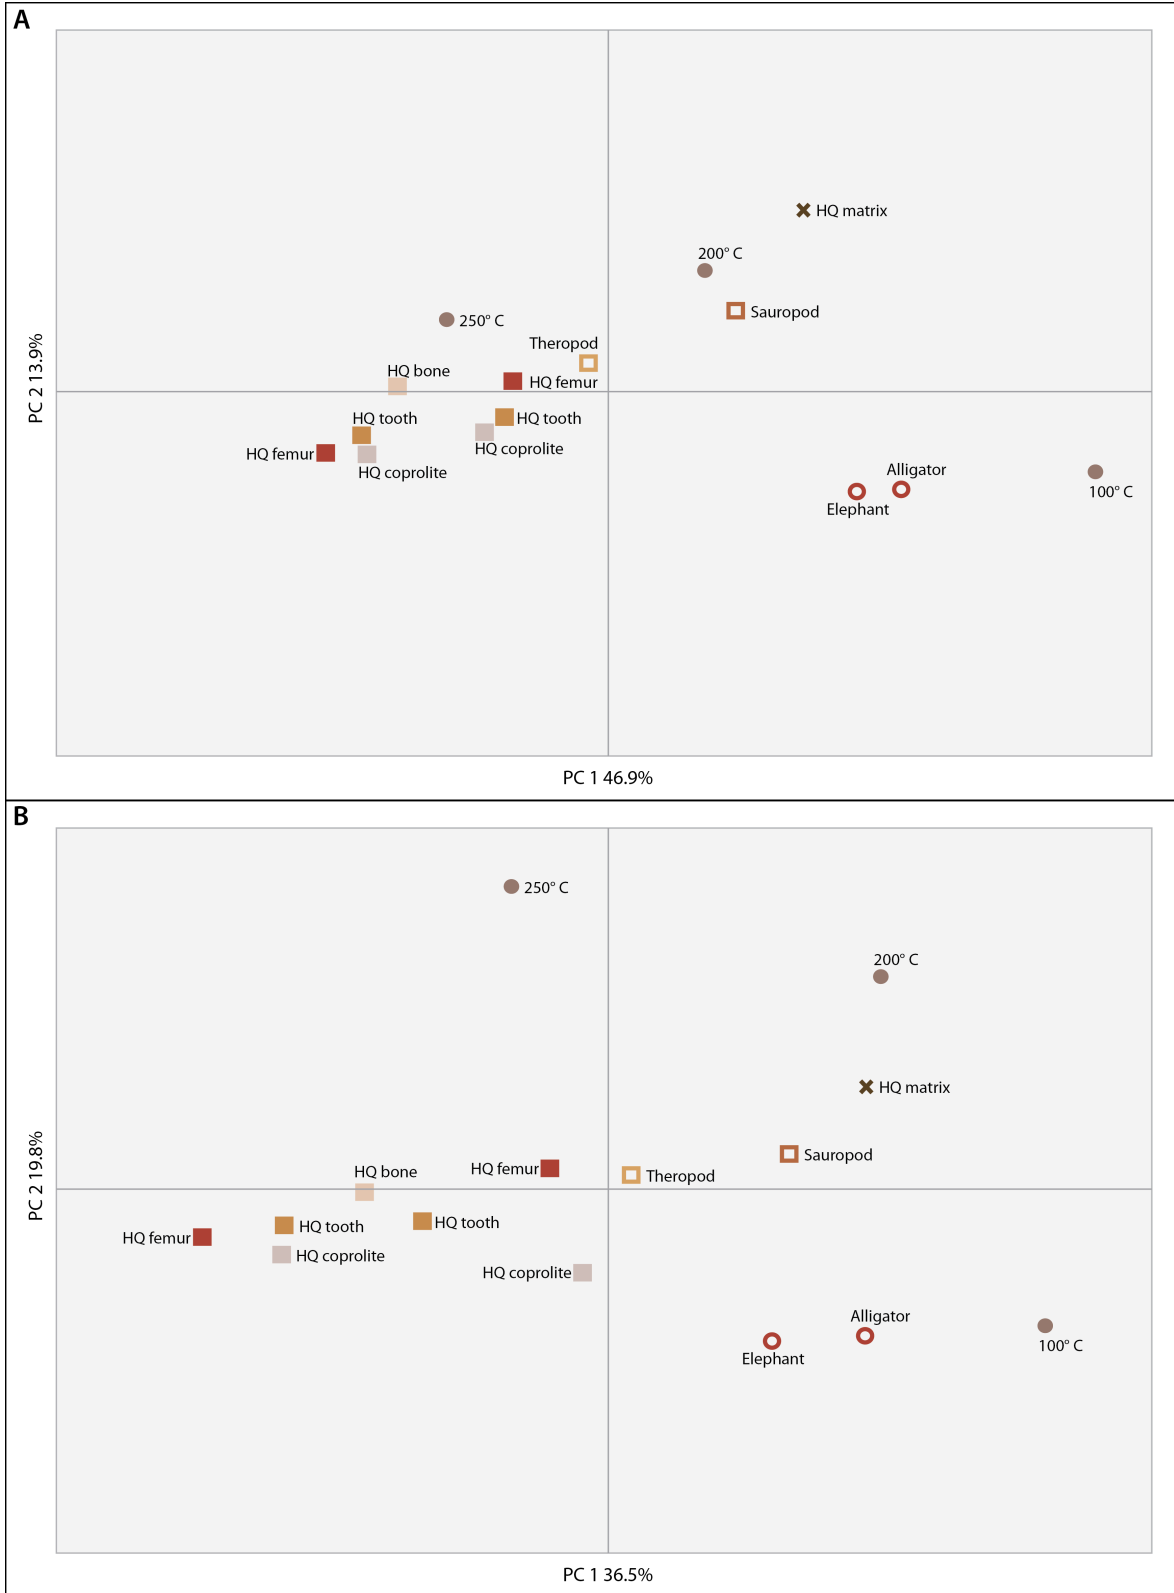 A
HQ matrix
200° C
Sauropod
250° C
Theropod
HQ bone
HQ femur
HQ tooth
HQ tooth
HQ coprolite
HQ femur
HQ coprolite
Alligator
Elephant
100° C
PC 2 13.9%
PC 1 46.9%
B
250° C
200° C
HQ matrix
Sauropod
HQ femur
HQ bone
Theropod
HQ tooth
HQ tooth
HQ femur
HQ coprolite
HQ coprolite
Alligator
100° C
Elephant
PC 2 19.8%
PC 1 36.5%